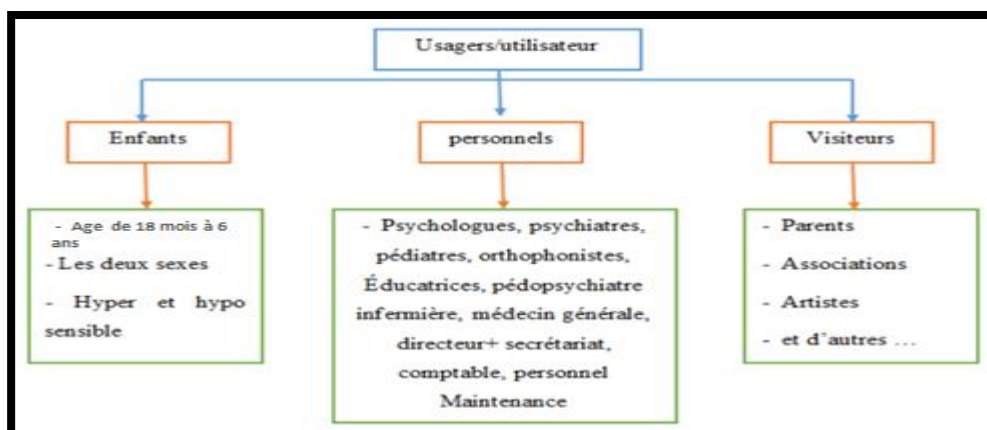 Usagers/utilisateur
Enfants
personnels
Visiteurs
- Age de 18 mois à 6
ans
- Les deux sexes
- Hyper et hypo
sensible
- Psychologues, psychiatres,
pédiatres, orthophonistes,
Éducatrices, pédopsychiatre
infermière, médecin générale,
directeur+ secrétariat,
comptable, personnel
Maintenance
- Parents
- Associations
- Artistes
- et d'autres ...